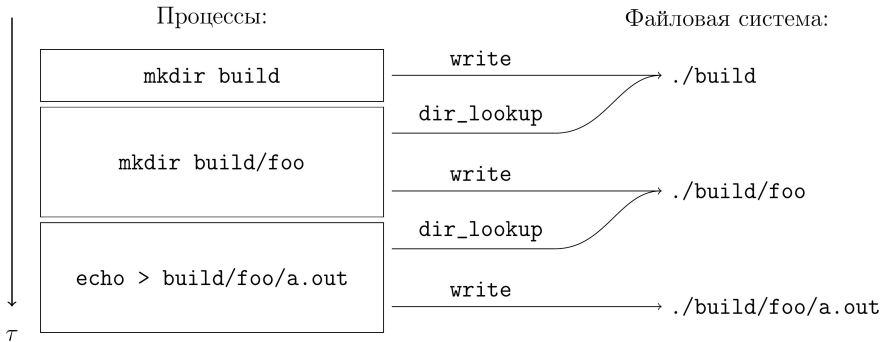 Процессы:
Файловая система:
mkdir build
write
./build
dir_lookup
mkdir build/foo
write
./build/foo
dir_lookup
echo > build/foo/a.out
write
./build/foo/a.out
τ